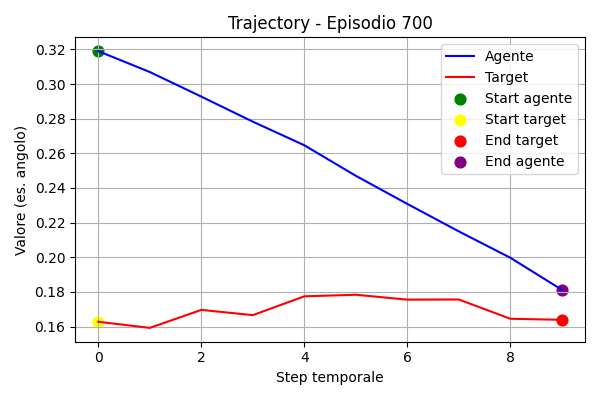 Trajectory - Episodio 700
Valore (es. angolo)
0.32
0.30
0.28
0.26
0.24
0.22
0.20
0.18
0.16
Agente
Target
Start agente
Start target
End target
End agente
0 2 4 6 8
Step temporale